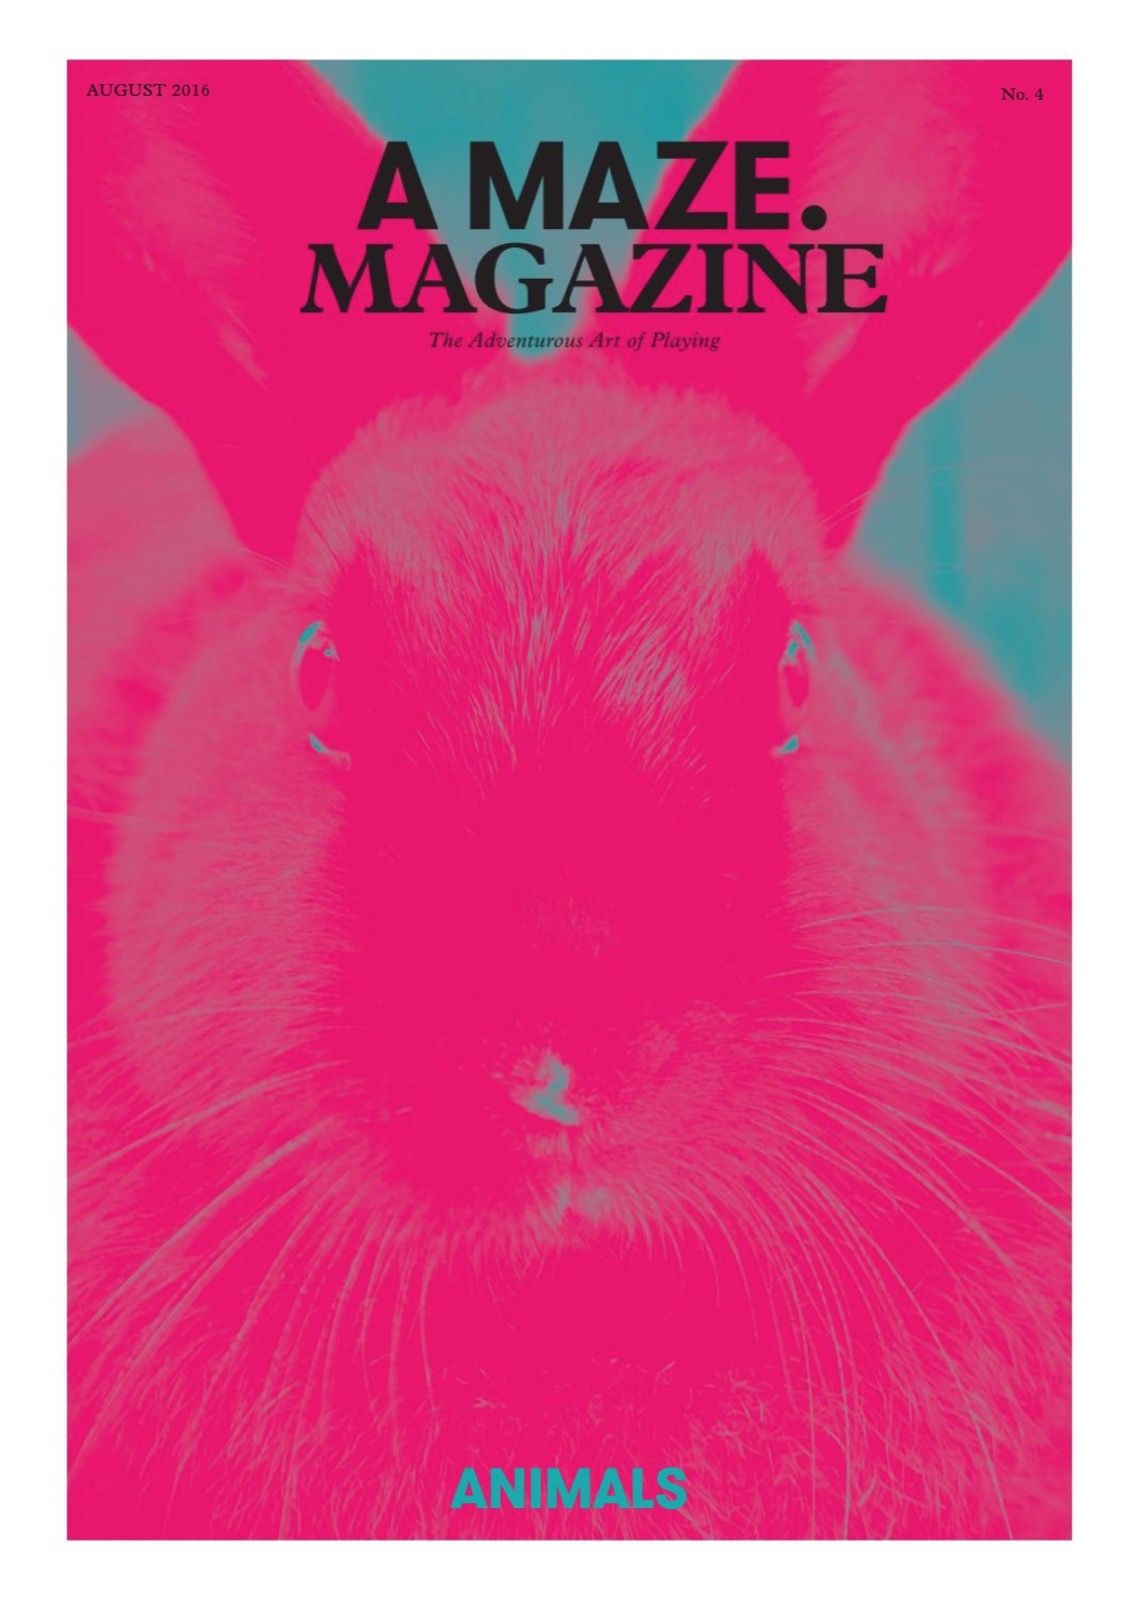 AUGUST 2016
No. 4
A MAZE.
MAGAZINE
The Adventurous Art of Playing
ANIMALS